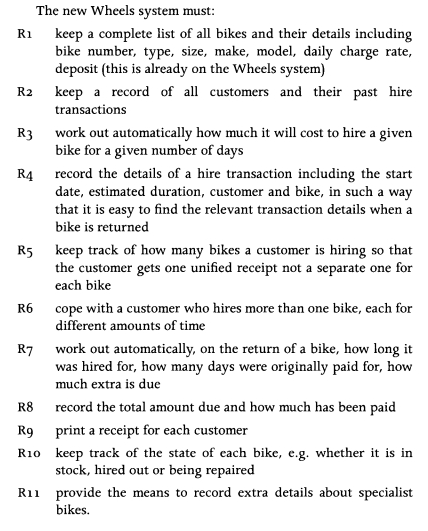 The new Wheels system must:
R1 keep a complete list of all bikes and their details including
bike number, type, size, make, model, daily charge rate,
deposit (this is already on the Wheels system)
R2 keep a record of all customers and their past hire
transactions
R3 work out automatically how much it will cost to hire a given
bike for a given number of days
R4 record the details of a hire transaction including the start
date, estimated duration, customer and bike, in such a way
that it is easy to find the relevant transaction details when a
bike is returned
R5 keep track of how many bikes a customer is hiring so that
the customer gets one unified receipt not a separate one for
each bike
R6 cope with a customer who hires more than one bike, each for
different amounts of time
R7 work out automatically, on the return of a bike, how long it
was hired for, how many days were originally paid for, how
much extra is due
R8 record the total amount due and how much has been paid
R9 print a receipt for each customer
R10 keep track of the state of each bike, e.g. whether it is in
stock, hired out or being repaired
R11 provide the means to record extra details about specialist
bikes.